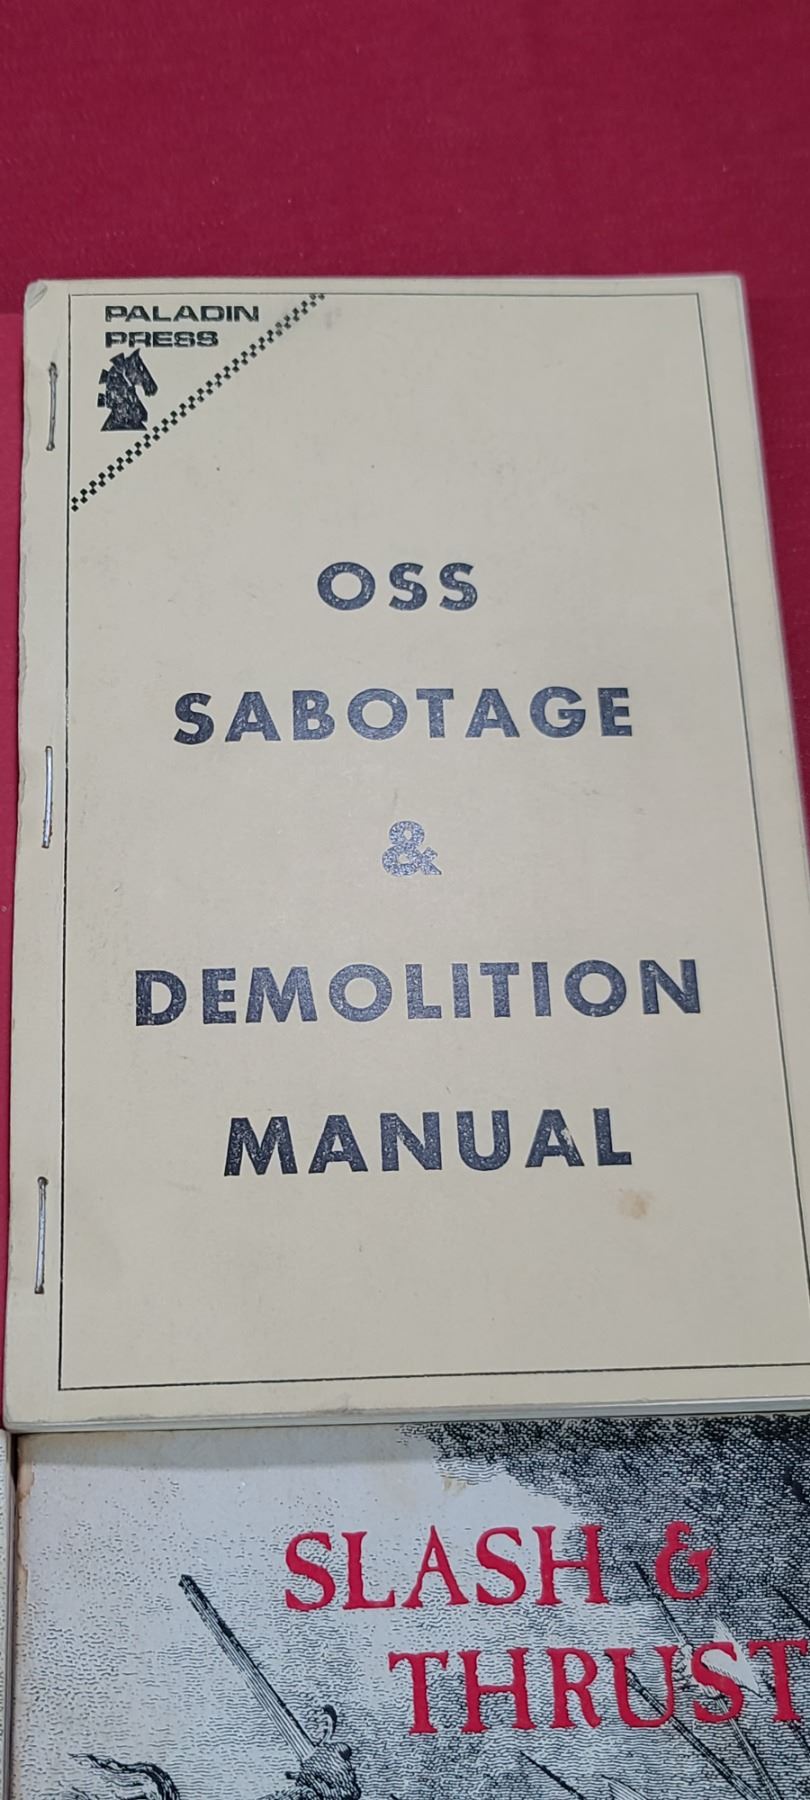 PALADIN
PRESS
OSS
SABOTAGE
&
DEMOLITION
MANUAL
SLASH &
THRUST